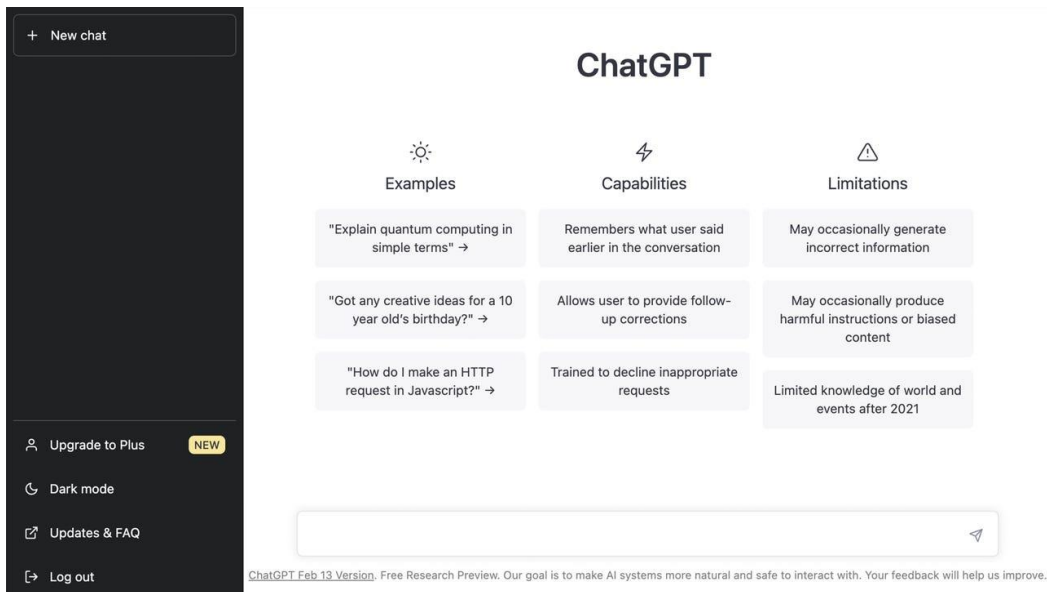 + New chat
Upgrade to Plus NEW
Dark mode
Updates & FAQ
Log out
ChatGPT
Examples
"Explain quantum computing in
simple terms" →
"Got any creative ideas for a 10
year old's birthday?" →
"How do I make an HTTP
request in Javascript?" →
Capabilities
Remembers what user said
earlier in the conversation
Allows user to provide follow-
up corrections
Trained to decline inappropriate
requests
Limitations
May occasionally generate
incorrect information
May occasionally produce
harmful instructions or biased
content
Limited knowledge of world and
events after 2021
ChatGPT Feb 13 Version. Free Research Preview. Our goal is to make AI systems more natural and safe to interact with. Your feedback will help us improve.